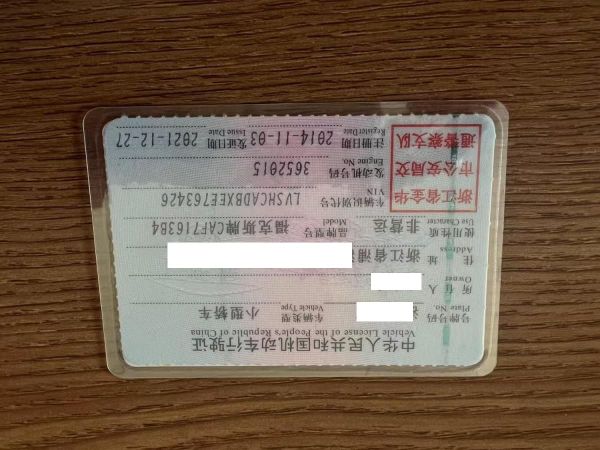 中华人民共和国机动车行驶证
Vehicle License of the People's Republic of China
号牌号码 车辆类型 小型轿车
Plate No. Vehicle Type
所有人
Owner
住址 浙江省浦
Address
使用性质 非营运 品牌型号 福克斯牌CAF7163B4
Use Character Model
浙江省金华
市公安局交
通警察支队
车辆识别代号 LVSHCADBXEE763426
VIN
发动机号码 3652015
Engine No.
注册日期 2014-11-03 发证日期 2021-12-27
Register Date Issue Date